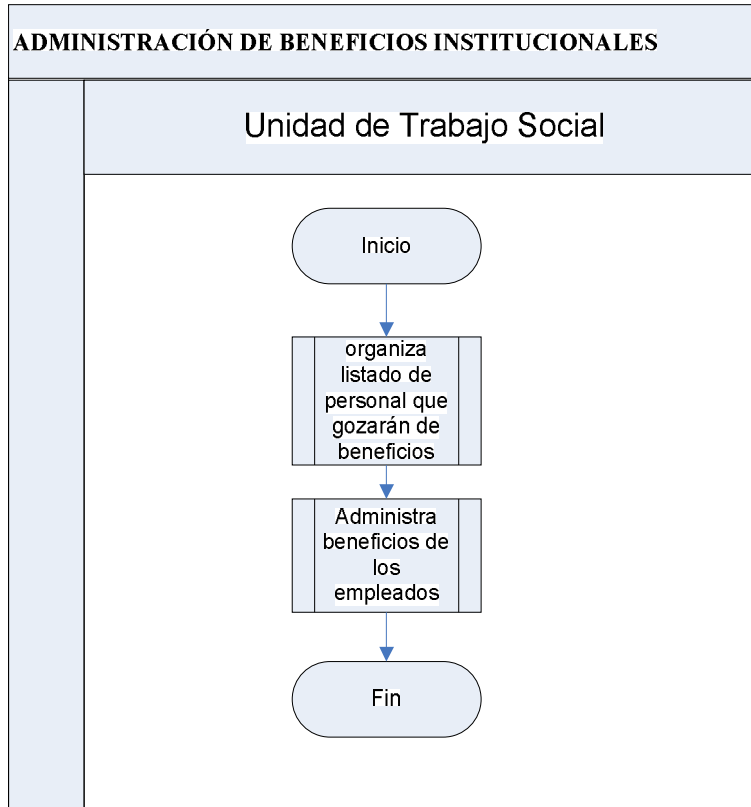 ADMINISTRACIÓN DE BENEFICIOS INSTITUCIONALES
Unidad de Trabajo Social
Inicio
organiza
listado de
personal que
gozarán de
beneficios
Administra
beneficios de
los
empleados
Fin